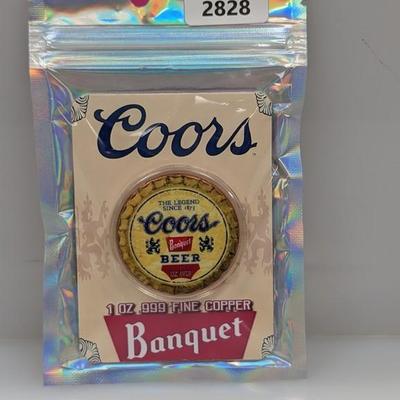 2828
Coors
THE LEGEND
SINCE 1873
Coors
Banquet
BEER
1 OZ .999 FINE COPPER
Banquet